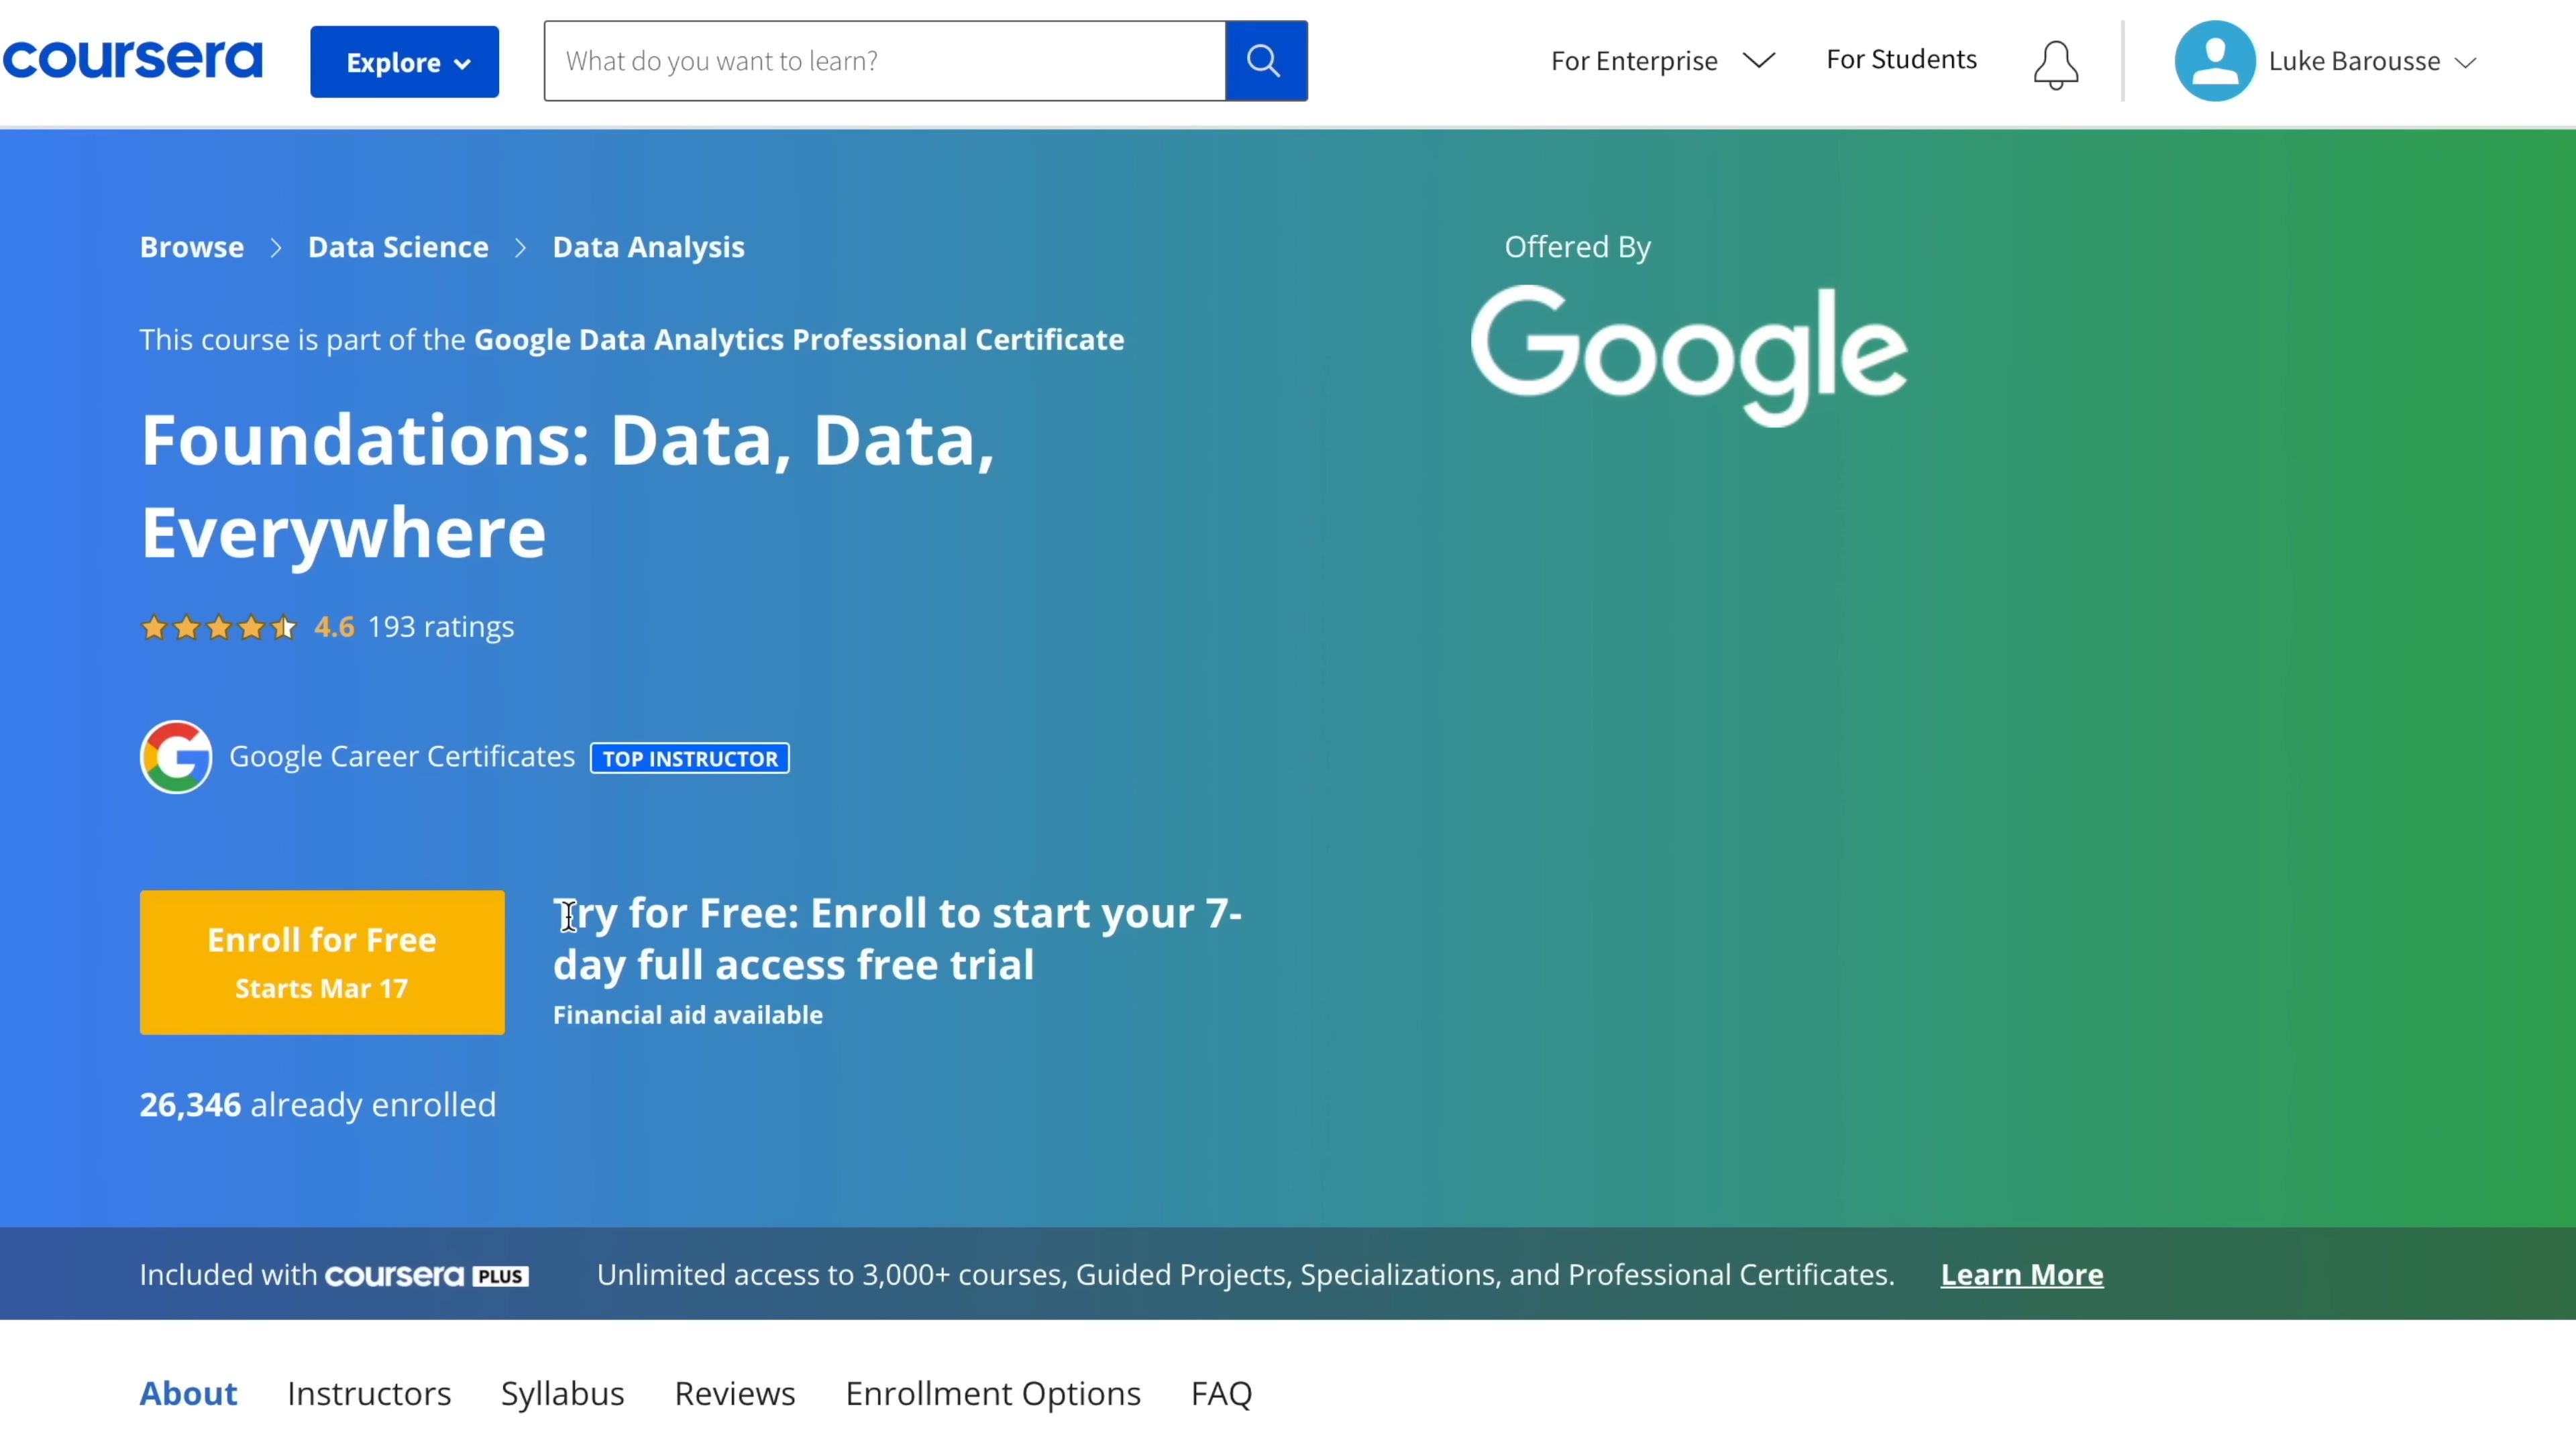 coursera
Explore
What do you want to learn?
For Enterprise
For Students
Luke Barousse
Browse > Data Science > Data Analysis
Offered By
Google
This course is part of the Google Data Analytics Professional Certificate
Foundations: Data, Data,
Everywhere
4.6 193 ratings
Google Career Certificates TOP INSTRUCTOR
Enroll for Free
Starts Mar 17
Try for Free: Enroll to start your 7-
day full access free trial
Financial aid available
26,346 already enrolled
Included with coursera PLUS
Unlimited access to 3,000+ courses, Guided Projects, Specializations, and Professional Certificates.
Learn More
About
Instructors
Syllabus
Reviews
Enrollment Options
FAQ